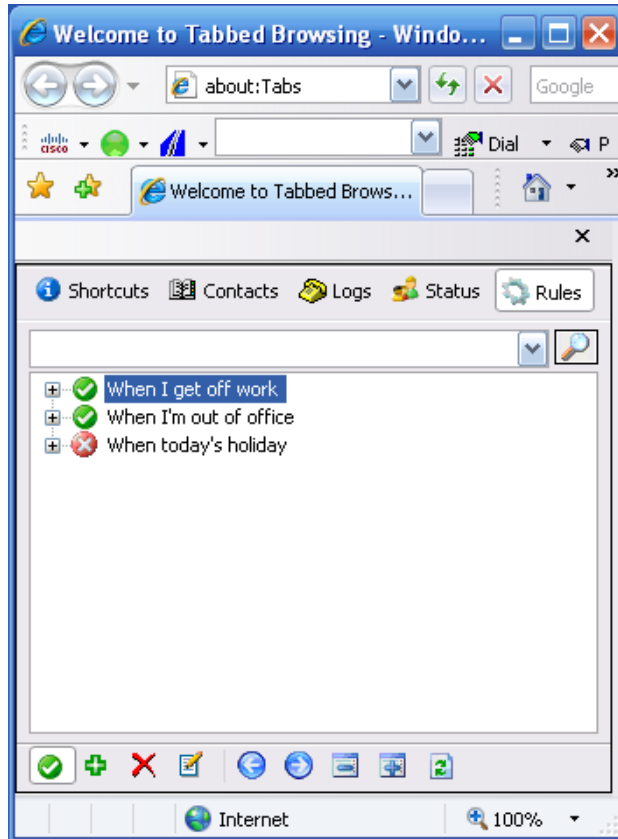 Welcome to Tabbed Browsing - Windo...
about:Tabs Google
cisco Dial P
Welcome to Tabbed Brows...
Shortcuts Contacts Logs Status Rules
When I get off work
When I'm out of office
When today's holiday
Internet 100%